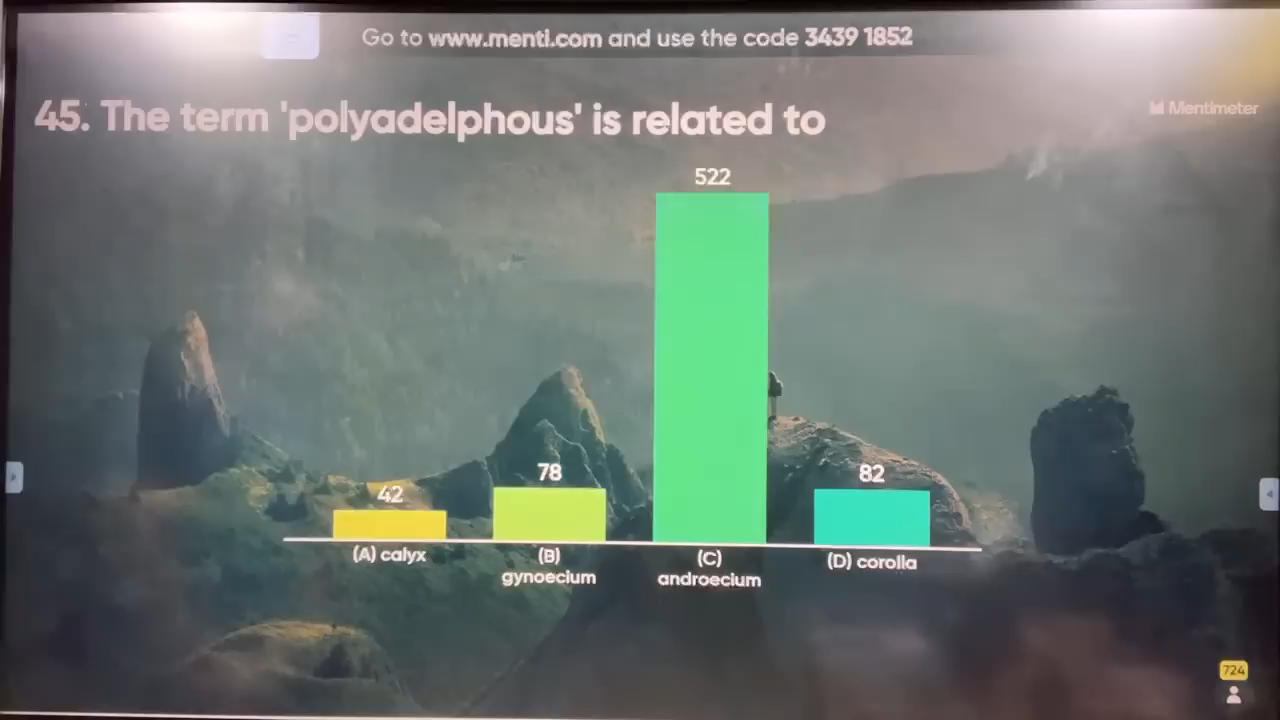 Go to www.menti.com and use the code 3439 1852
45. The term 'polyadelphous' is related to
Mentimeter
522
78
82
42
(A) calyx
(B)
gynoecium
(C)
androecium
(D) corolla
724